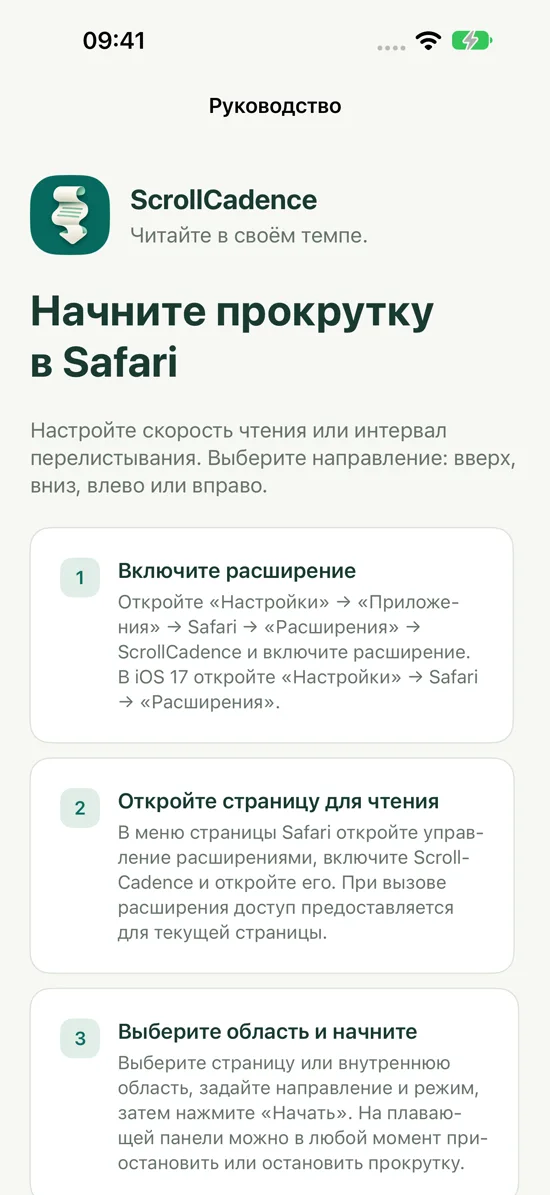 09:41
Руководство
ScrollCadence
Читайте в своём темпе.
Начните прокрутку
в Safari
Настройте скорость чтения или интервал
перелистывания. Выберите направление: вверх,
вниз, влево или вправо.
1
Включите расширение
Откройте «Настройки» → «Приложе-
ния» → Safari → «Расширения» →
ScrollCadence и включите расширение.
В iOS 17 откройте «Настройки» → Safari
→ «Расширения».
2
Откройте страницу для чтения
В меню страницы Safari откройте управ-
ление расширениями, включите Scroll-
Cadence и откройте его. При вызове
расширения доступ предоставляется
для текущей страницы.
3
Выберите область и начните
Выберите страницу или внутреннюю
область, задайте направление и режим,
затем нажмите «Начать». На плаваю-
щей панели можно в любой момент при-
остановить или остановить прокрутку.